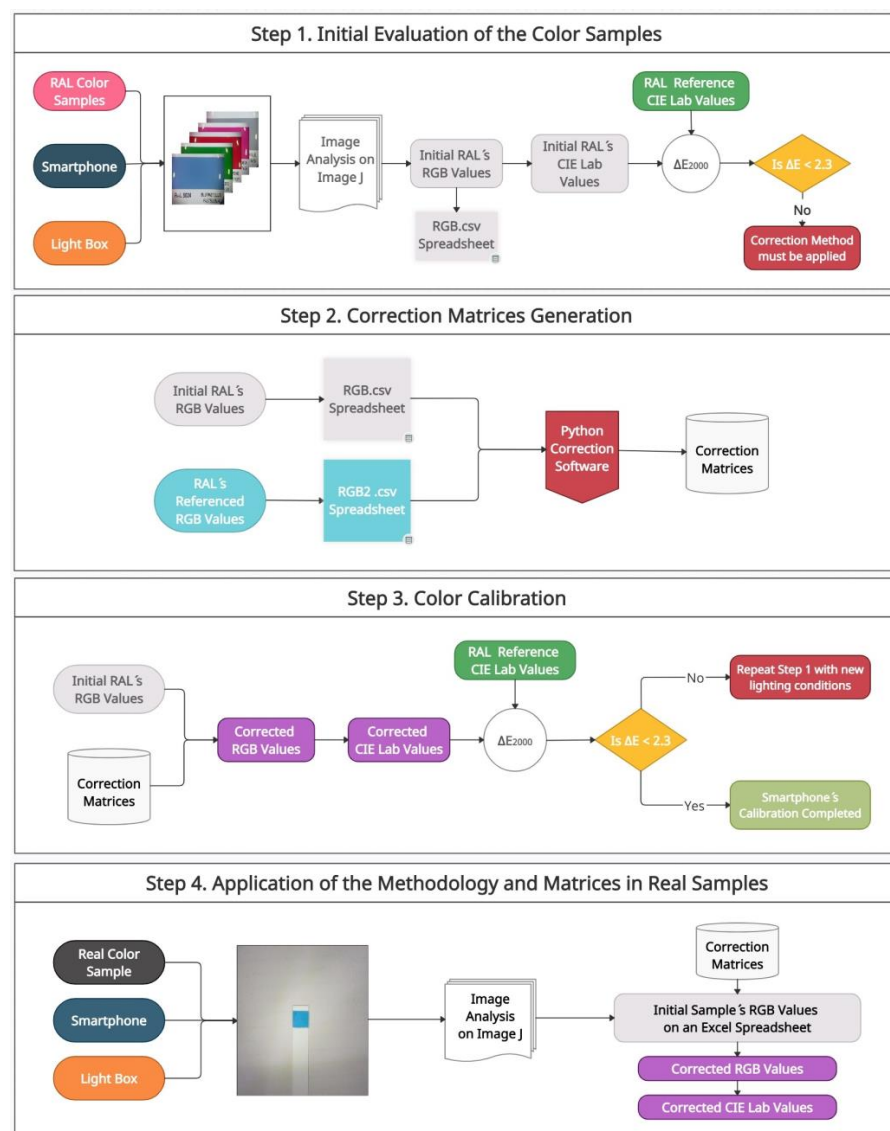 Step 1. Initial Evaluation of the Color Samples
RAL Color
Samples
Smartphone
Light Box
Image
Analysis on
Image J
Initial RAL´s
RGB Values
RGB.csv
Spreadsheet
Initial RAL's
CIE Lab
Values
RAL Reference
CIE Lab Values
ΔE2000
Is ΔE < 2.3
No
Correction Method
must be applied
Step 2. Correction Matrices Generation
Initial RAL´s
RGB Values
RGB.csv
Spreadsheet
RAL´s
Referenced
RGB Values
RGB2 .csv
Spreadsheet
Python
Correction
Software
Correction
Matrices
Step 3. Color Calibration
Initial RAL´s
RGB Values
Correction
Matrices
Corrected
RGB Values
Corrected
CIE Lab Values
RAL Reference
CIE Lab Values
ΔE2000
Is ΔE < 2.3
No
Repeat Step 1 with new
lighting conditions
Yes
Smartphone´s
Calibration Completed
Step 4. Application of the Methodology and Matrices in Real Samples
Real Color
Sample
Smartphone
Light Box
Image
Analysis
on Image J
Correction
Matrices
Initial Sample´s RGB Values
on an Excel Spreadsheet
Corrected RGB Values
Corrected CIE Lab Values